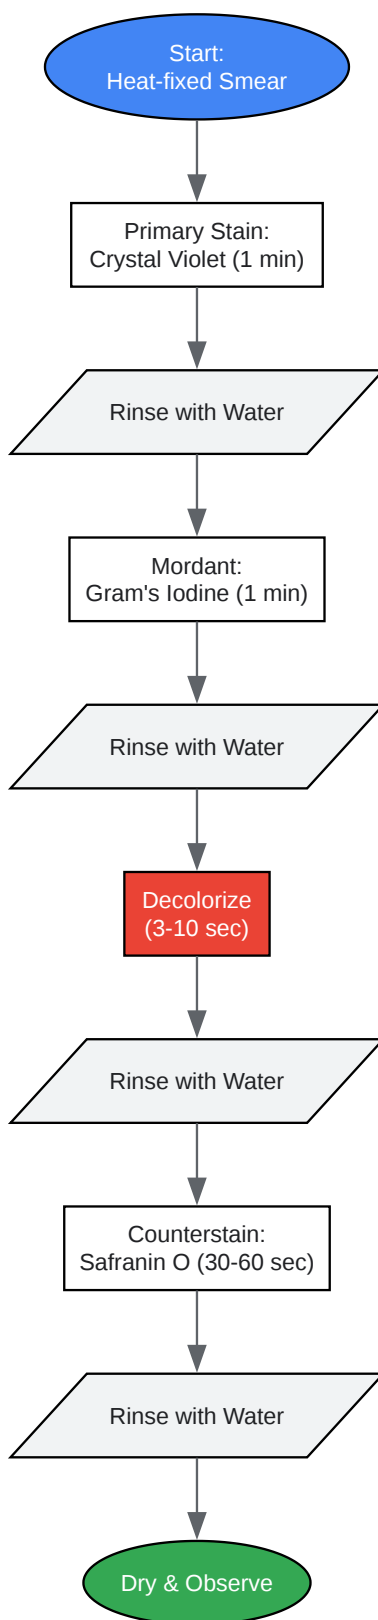 Start:
Heat-fixed Smear
Primary Stain:
Crystal Violet (1 min)
Rinse with Water
Mordant:
Gram's Iodine (1 min)
Rinse with Water
Decolorize
(3-10 sec)
Rinse with Water
Counterstain:
Safranin O (30-60 sec)
Rinse with Water
Dry & Observe